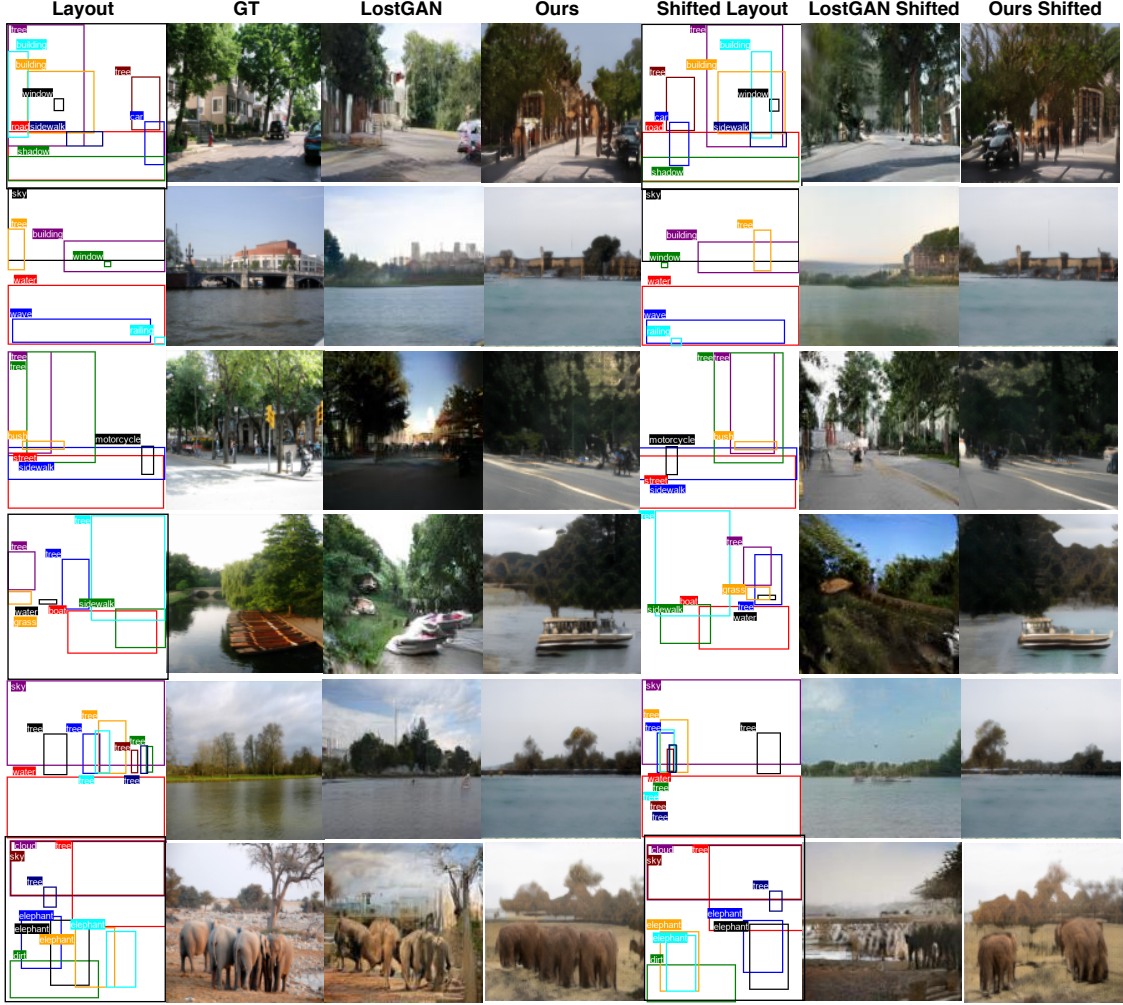 Layout GT LostGAN Ours Shifted Layout LostGAN Shifted Ours Shifted
tree
building
building
tree
window
car
road sidewalk
shadow
tree
building
building
tree
window
car
road
sidewalk
shadow
sky
tree
building
window
water
wave
railing
sky
tree
building
window
water
wave
railing
tree
tree
bush
motorcycle
street
sidewalk
tree tree
bush
motorcycle
street
sidewalk
tree
tree
tree
sidewalk
water
boat
grass
tree
tree
grass
boat
sidewalk
tree
water
sky
tree
tree
tree
tree
tree
water
tree
tree
sky
tree
tree
tree
water
tree
tree
tree
tree
cloud
tree
sky
tree
elephant
elephant
elephant
elephant
dirt
cloud
tree
sky
tree
elephant
elephant
elephant
elephant
dirt